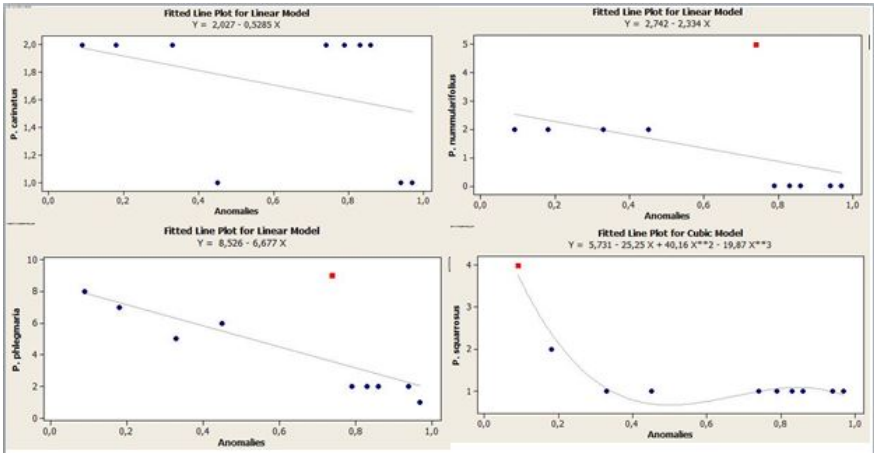 Fitted Line Plot for Linear Model
Y = 2,027 - 0,5285 X
2,0
1,8
1,6
1,4
1,2
1,0
P. carinatus
0,0 0,2 0,4 0,6 0,8 1,0
Anomalies
Fitted Line Plot for Linear Model
Y = 2,742 - 2,334 X
5
4
3
2
1
0
P. nummularifolius
0,0 0,2 0,4 0,6 0,8 1,0
Anomalies
Fitted Line Plot for Linear Model
Y = 8,526 - 6,677 X
10
8
6
4
2
0
P. phlegmaria
0,0 0,2 0,4 0,6 0,8 1,0
Anomalies
Fitted Line Plot for Cubic Model
Y = 5,731 - 25,25 X + 40,16 X**2 - 19,87 X**3
4
3
2
1
P. squarrosus
0,0 0,2 0,4 0,6 0,8 1,0
Anomalies